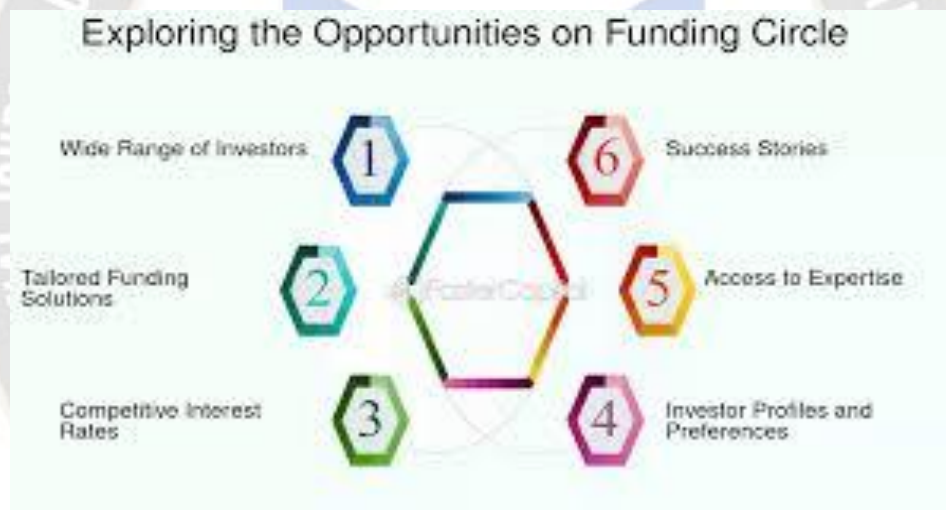 Exploring the Opportunities on Funding Circle
Wide Range of Investors
1
6
Success Stories
Tailored Funding
Solutions
2
FasterCapital
5
Access to Expertise
Competitive Interest
Rates
3
4
Investor Profiles and
Preferences